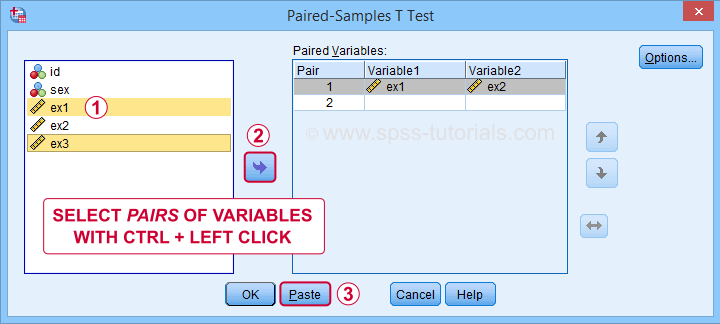 Paired-Samples T Test
Paired Variables:
Options...
id
sex
ex1
ex2
ex3
1
2
Pair Variable1 Variable2
1 ex1 ex2
2
© www.spss-tutorials.com
SELECT PAIRS OF VARIABLES
WITH CTRL + LEFT CLICK
OK Paste 3 Cancel Help